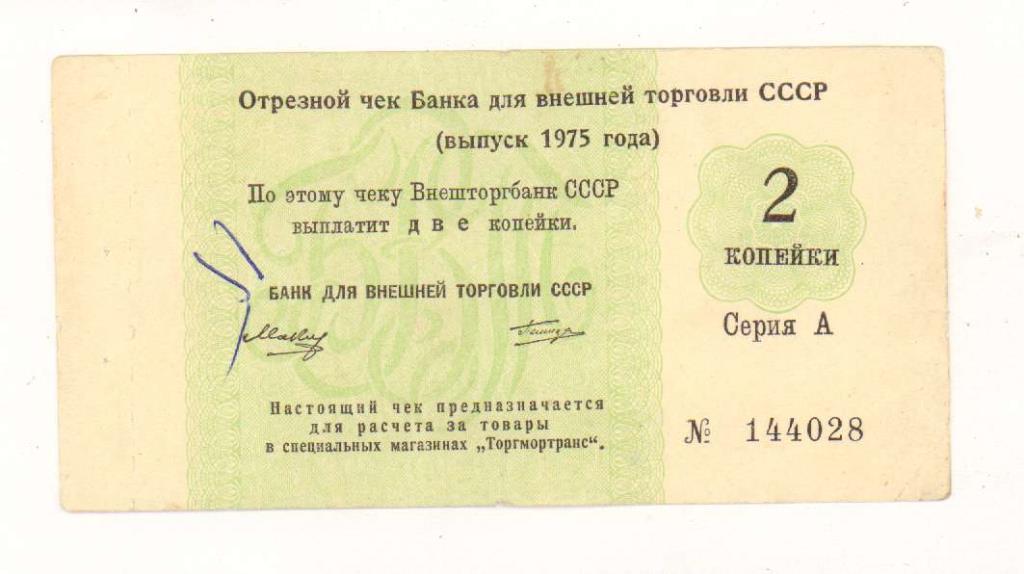 Отрезной чек Банка для внешней торговли СССР
(выпуск 1975 года)
По этому чеку Внешторгбанк СССР
выплатит две копейки.
БАНК ДЛЯ ВНЕШНЕЙ ТОРГОВЛИ СССР
Настоящий чек предназначается
для расчета за товары
в специальных магазинах „Торгмортранс“.
2
КОПЕЙКИ
Серия А
№ 144028